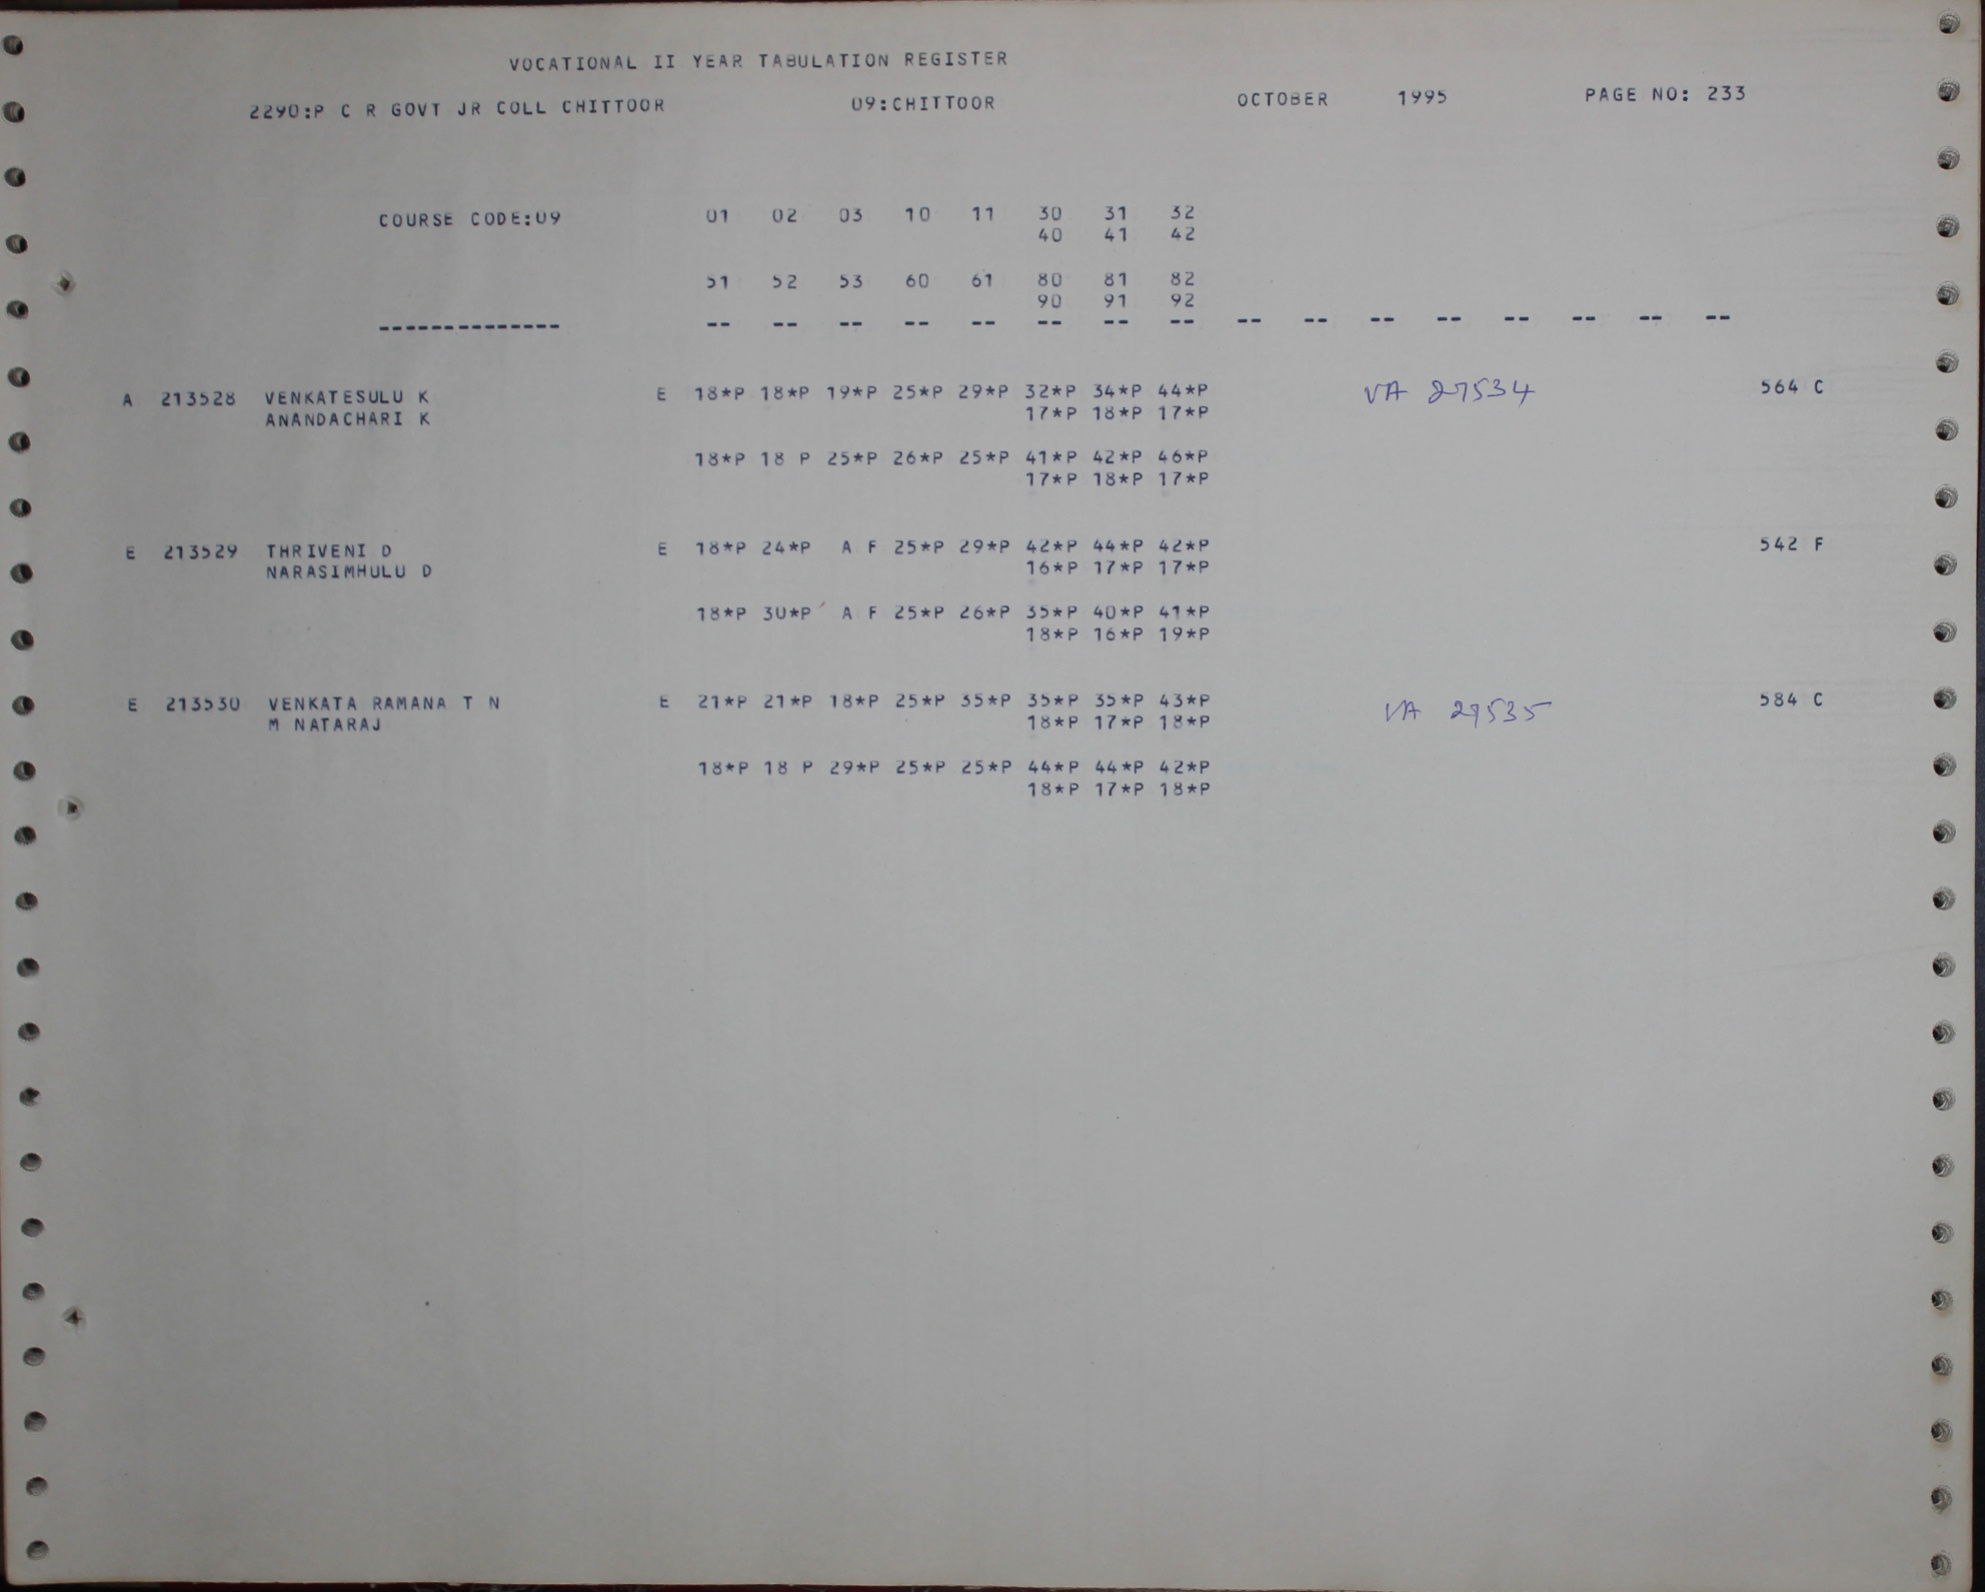 VOCATIONAL II YEAR TABULATION REGISTER
2290:P C R GOVT JR COLL CHITTOOR 09:CHITTOOR OCTOBER 1995 PAGE NO: 233
COURSE CODE:09 01 02 03 10 11 30 31 32
40 41 42
51 52 53 60 61 80 81 82
90 91 92
-------------- -- -- -- -- -- -- -- -- -- -- -- -- -- -- -- --
A 213528 VENKATESULU K E 18*P 18*P 19*P 25*P 29*P 32*P 34*P 44*P VA 27534 564 C
ANANDACHARI K 17*P 18*P 17*P
18*P 18 P 25*P 26*P 25*P 41*P 42*P 46*P
17*P 18*P 17*P
E 213529 THRIVENI D E 18*P 24*P A F 25*P 29*P 42*P 44*P 42*P 542 F
NARASIMHULU D 16*P 17*P 17*P
18*P 30*P A F 25*P 26*P 35*P 40*P 41*P
18*P 16*P 19*P
E 213530 VENKATA RAMANA T N E 21*P 21*P 18*P 25*P 35*P 35*P 35*P 43*P VA 27535 584 C
M NATARAJ 18*P 17*P 18*P
18*P 18 P 29*P 25*P 25*P 44*P 44*P 42*P
18*P 17*P 18*P